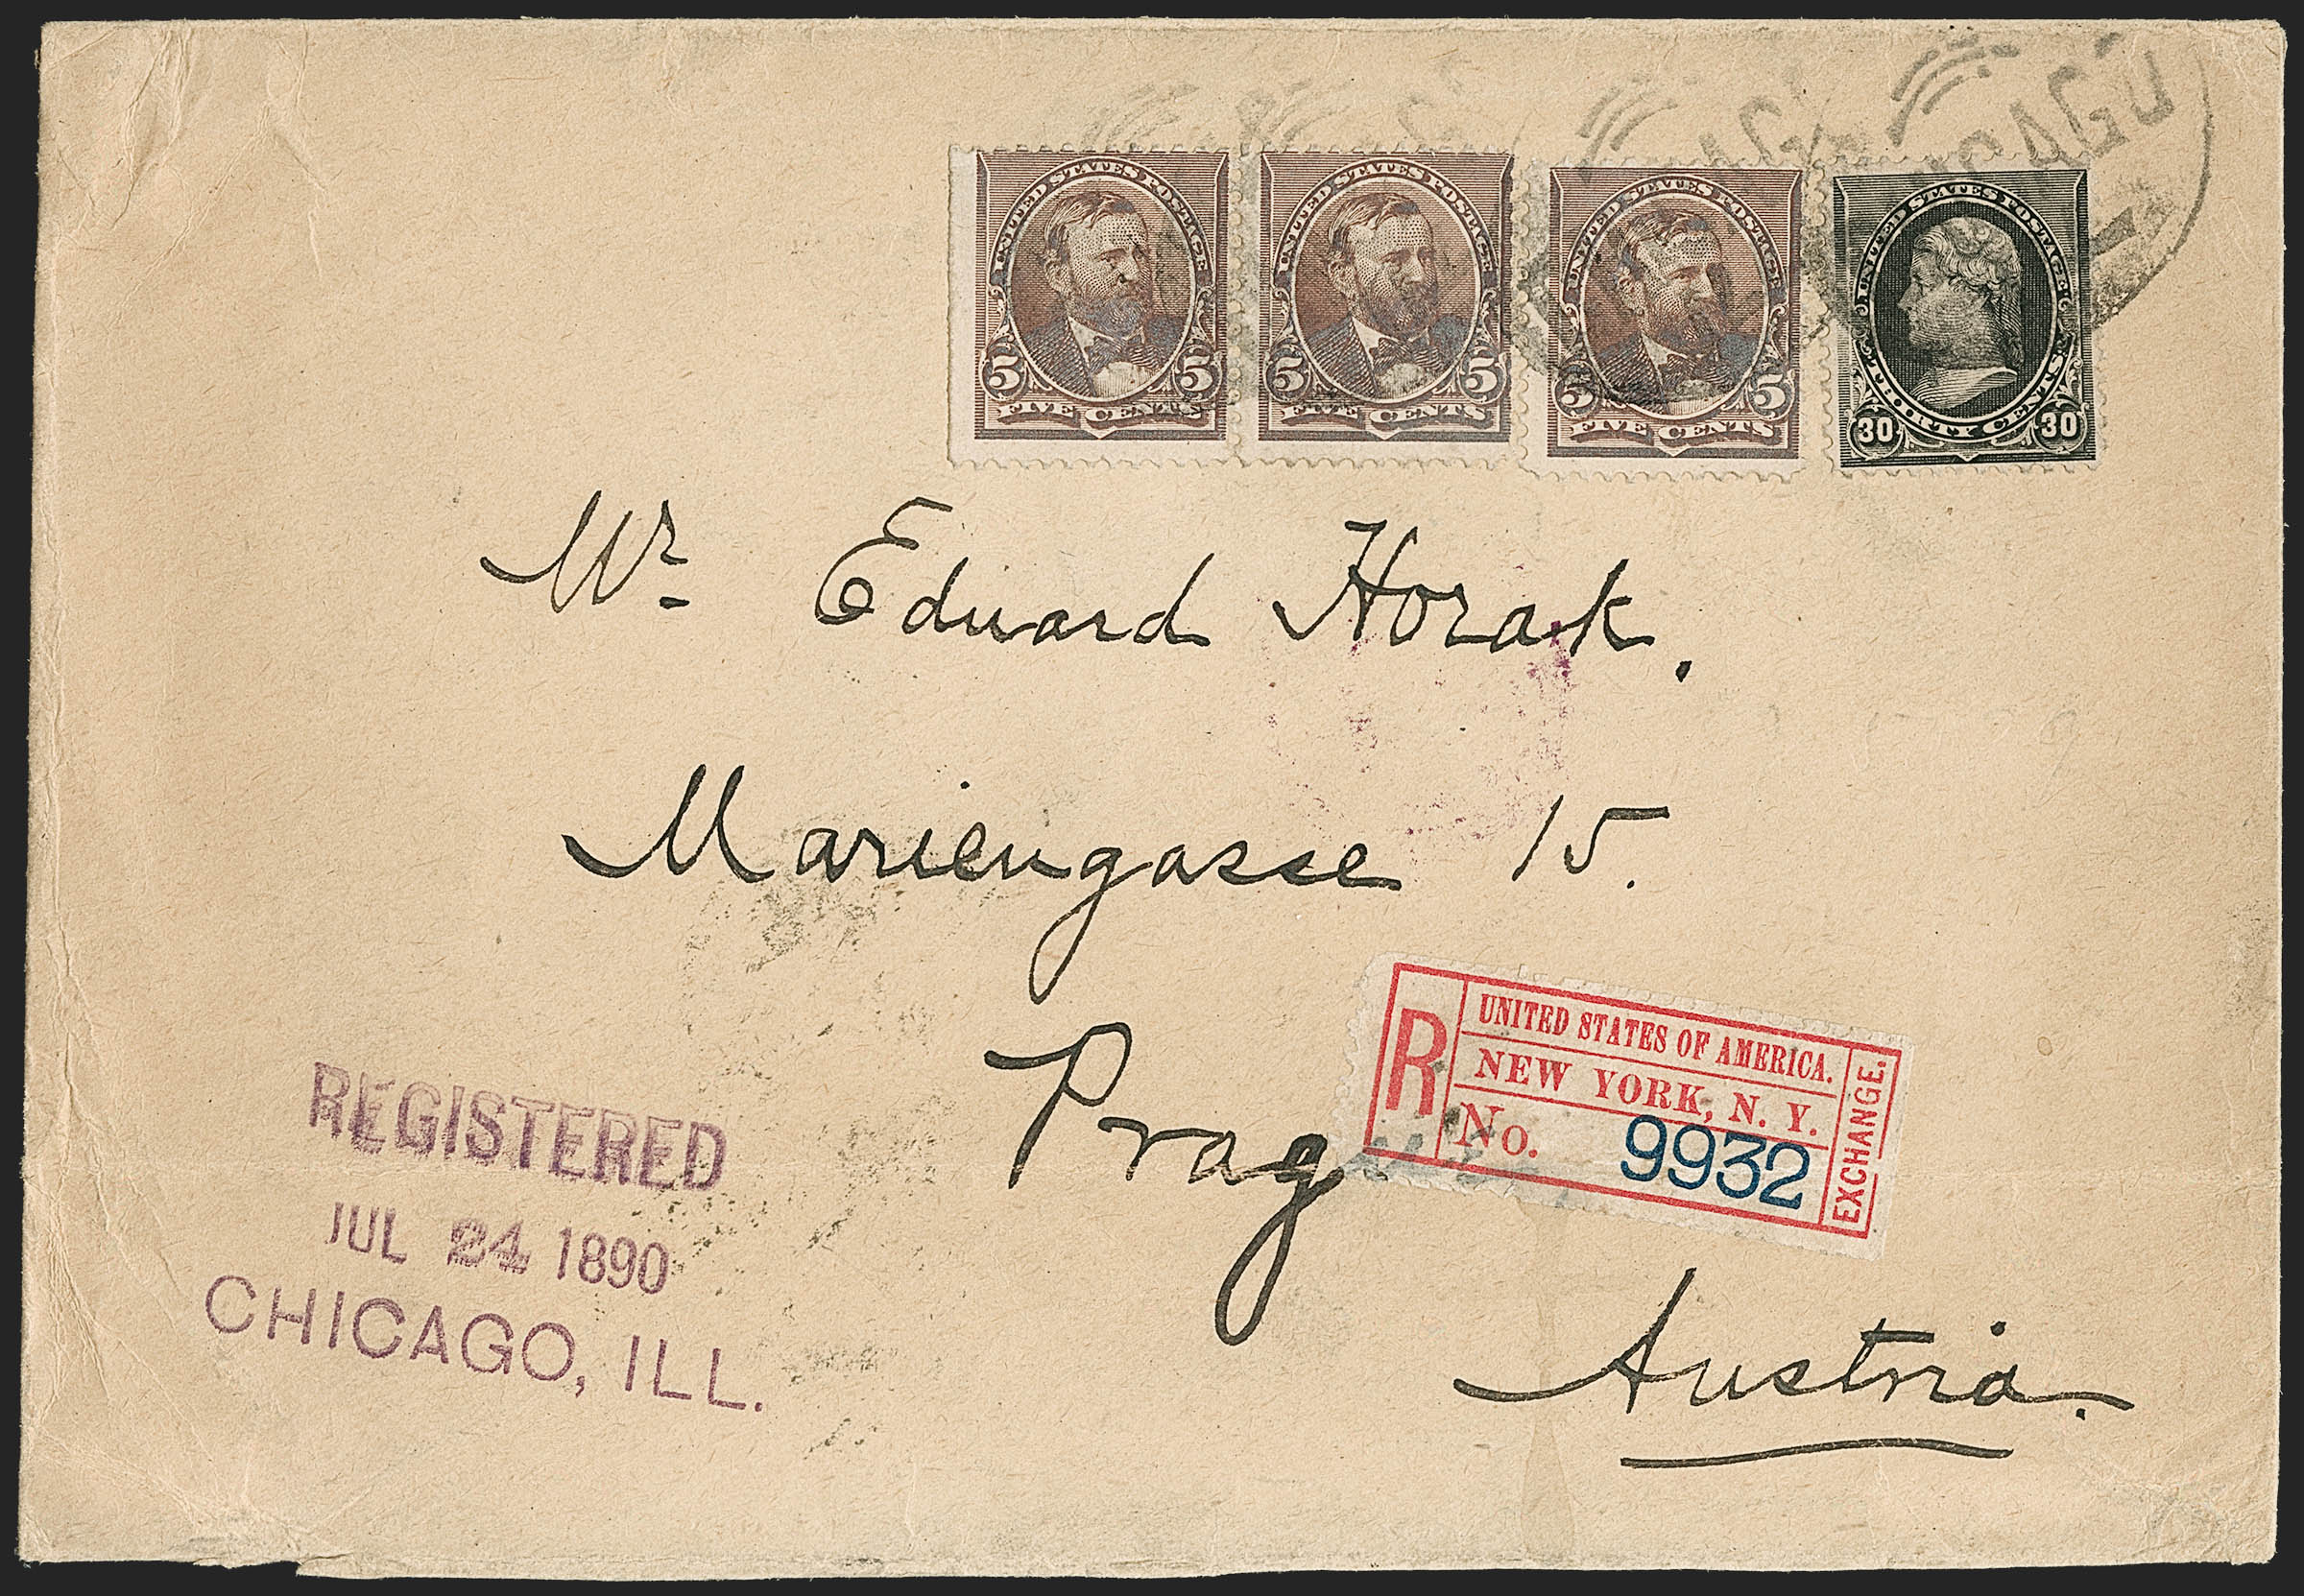 UNITED STATES POSTAGE
5 5
FIVE CENTS
UNITED STATES POSTAGE
5 5
FIVE CENTS
UNITED STATES POSTAGE
5 5
FIVE CENTS
UNITED STATES POSTAGE
30 30
THIRTY CENTS
Mr Eduard Horak.
Mariengasse 15.
Prag
Austria.
R
UNITED STATES OF AMERICA.
NEW YORK, N. Y.
No. 9932
EXCHANGE.
REGISTERED
JUL 24 1890
CHICAGO, ILL.